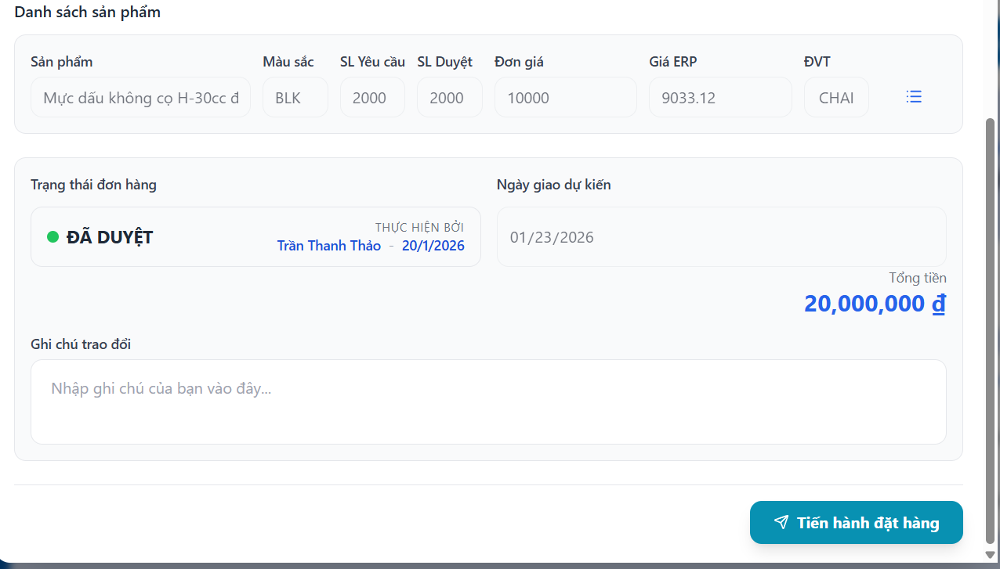 Danh sách sản phẩm
Sản phẩm Màu sắc SL Yêu cầu SL Duyệt Đơn giá Giá ERP ĐVT
Mực dấu không cọ H-30cc đ BLK 2000 2000 10000 9033.12 CHAI
Trạng thái đơn hàng Ngày giao dự kiến
ĐÃ DUYỆT THỰC HIỆN BỞI
Trần Thanh Thảo - 20/1/2026
01/23/2026
Tổng tiền
20,000,000 ₫
Ghi chú trao đổi
Nhập ghi chú của bạn vào đây...
Tiến hành đặt hàng